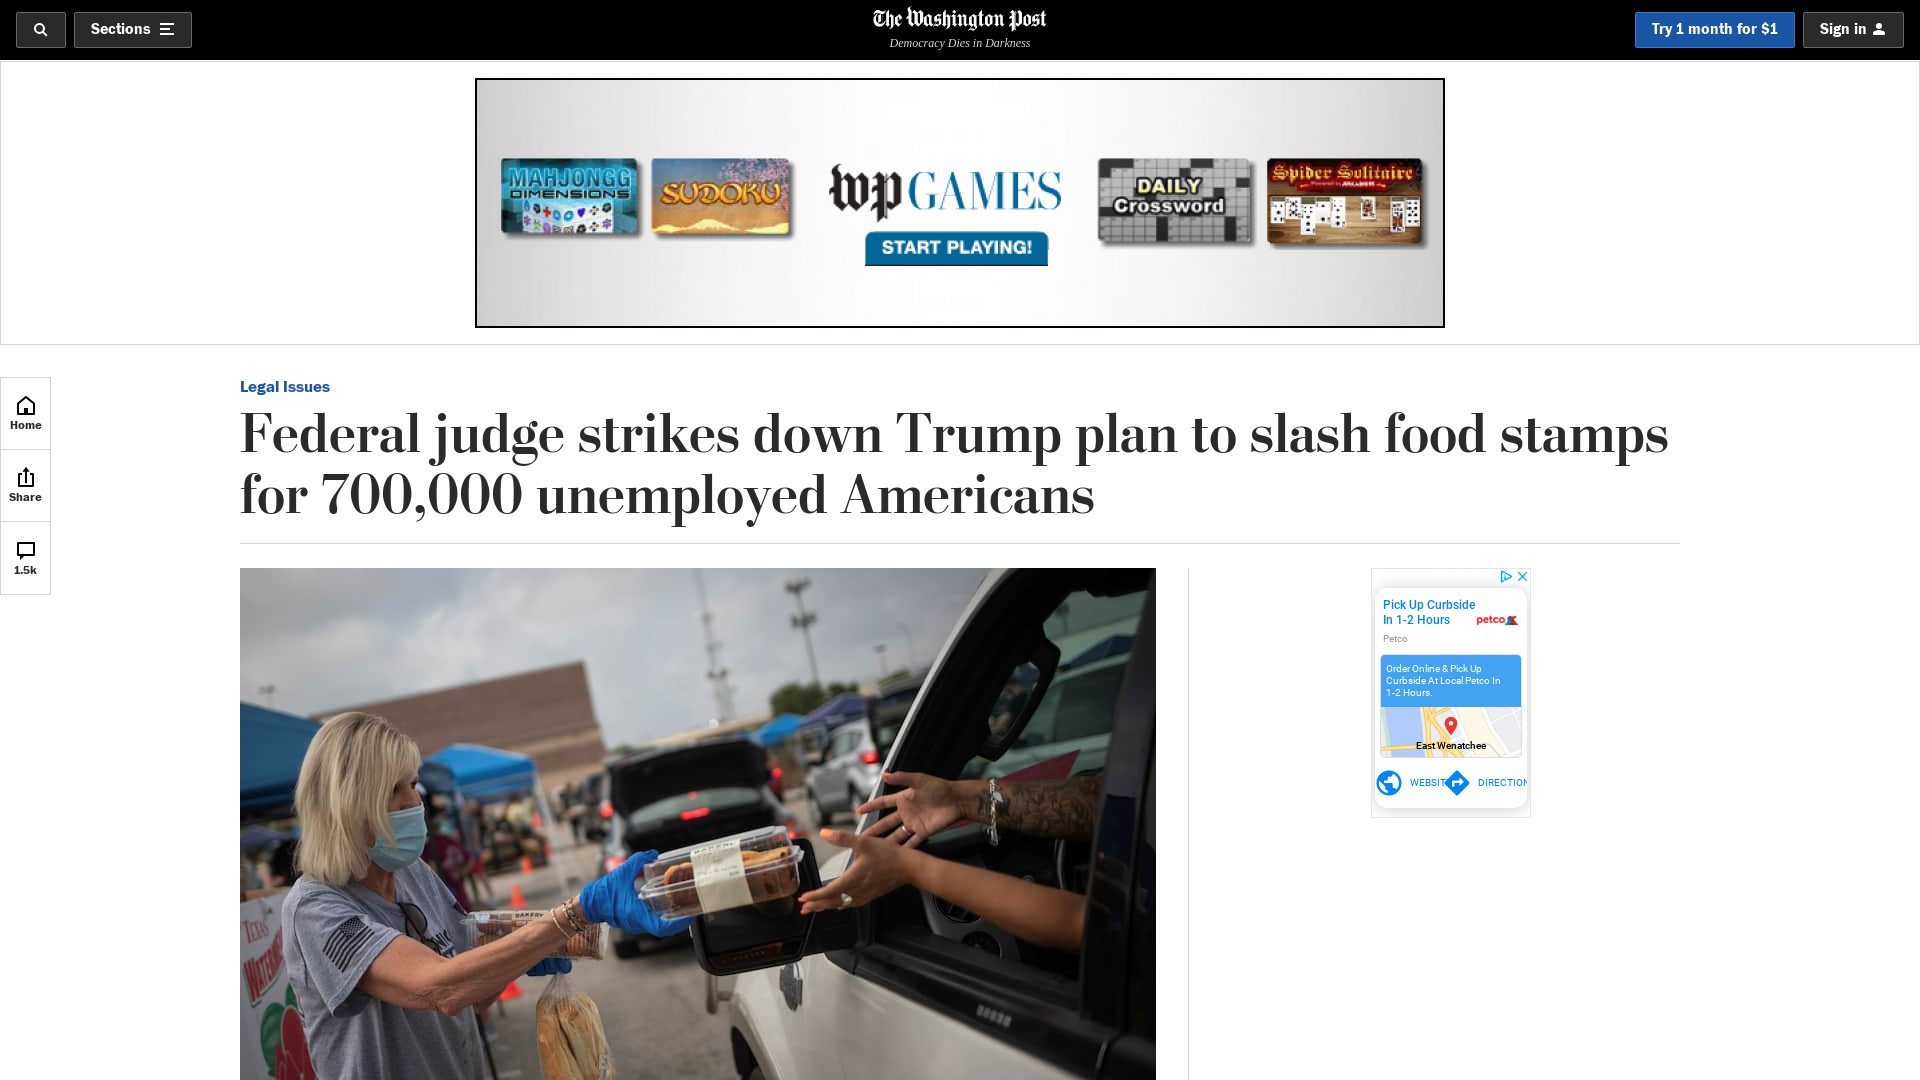 Sections
The Washington Post
Democracy Dies in Darkness
Try 1 month for $1
Sign in
MAHJONGG
DIMENSIONS
SUDOKU
wp GAMES
START PLAYING!
DAILY
Crossword
Spider Solitaire
Home
Share
1.5k
Legal Issues
Federal judge strikes down Trump plan to slash food stamps
for 700,000 unemployed Americans
Pick Up Curbside
In 1-2 Hours
petco
Petco
Order Online & Pick Up
Curbside At Local Petco In
1-2 Hours.
East Wenatchee
WEBSIT
DIRECTION
BAKERY
BAKERY
TEXAS